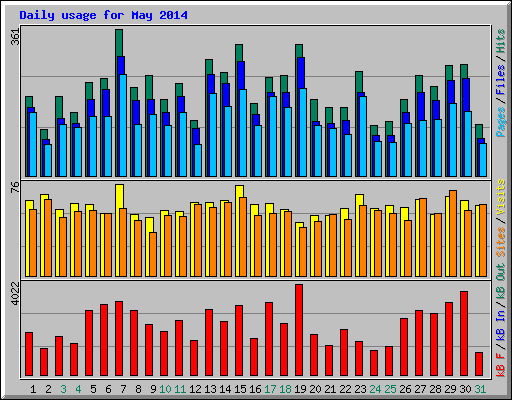 Daily usage for May 2014
361
Pages / Files / Hits
76
Sites / Visits
4022
kB F / kB In / kB Out
1 2 3 4 5 6 7 8 9 10 11 12 13 14 15 16 17 18 19 20 21 22 23 24 25 26 27 28 29 30 31